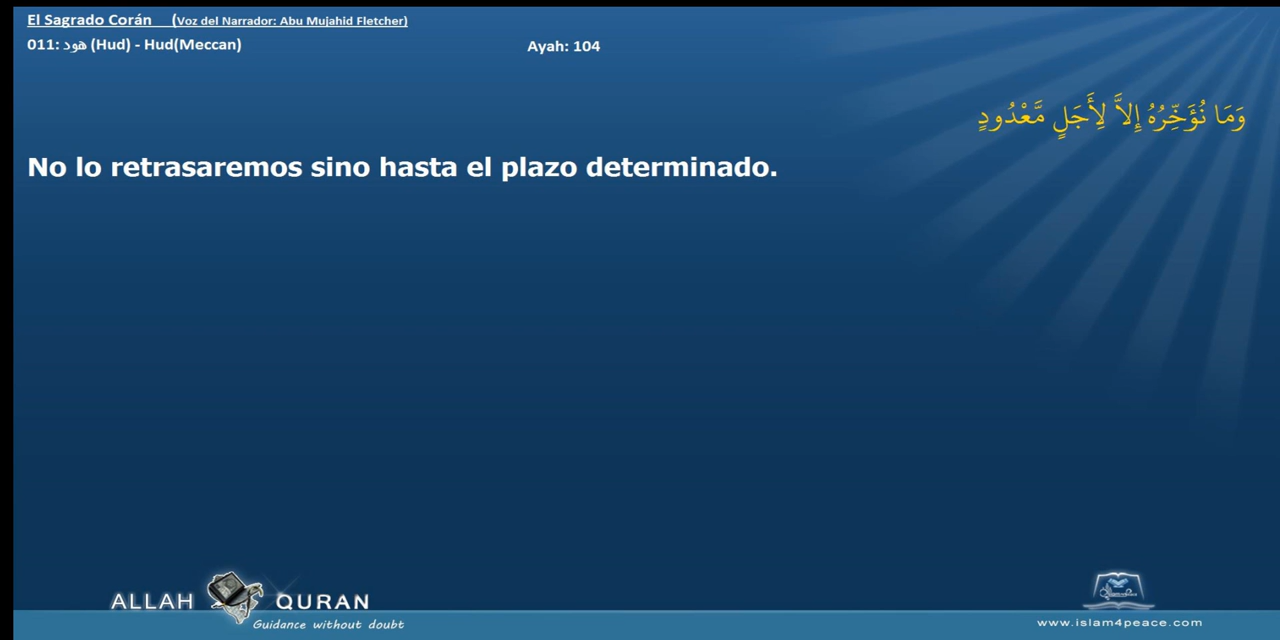 El Sagrado Corán (Voz del Narrador: Abu Mujahid Fletcher)
011: هود (Hud) - Hud(Meccan)
Ayah: 104
وَمَا نُؤَخِّرُهُ إِلاَّ لِأَجَلٍ مَّعْدُودٍ
No lo retrasaremos sino hasta el plazo determinado.
ALLAH QURAN
Guidance without doubt
www.islam4peace.com